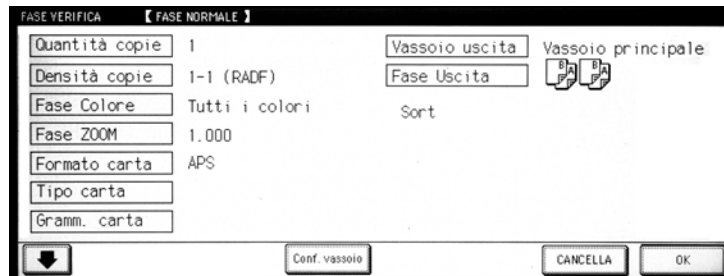 FASE VERIFICA 【 FASE NORMALE 】
Quantità copie 1 Vassoio uscita Vassoio principale
Densità copie 1-1 (RADF) Fase Uscita B A B A
Fase Colore Tutti i colori Sort
Fase ZOOM 1.000
Formato carta APS
Tipo carta
Gramm. carta
Conf. vassoio CANCELLA OK